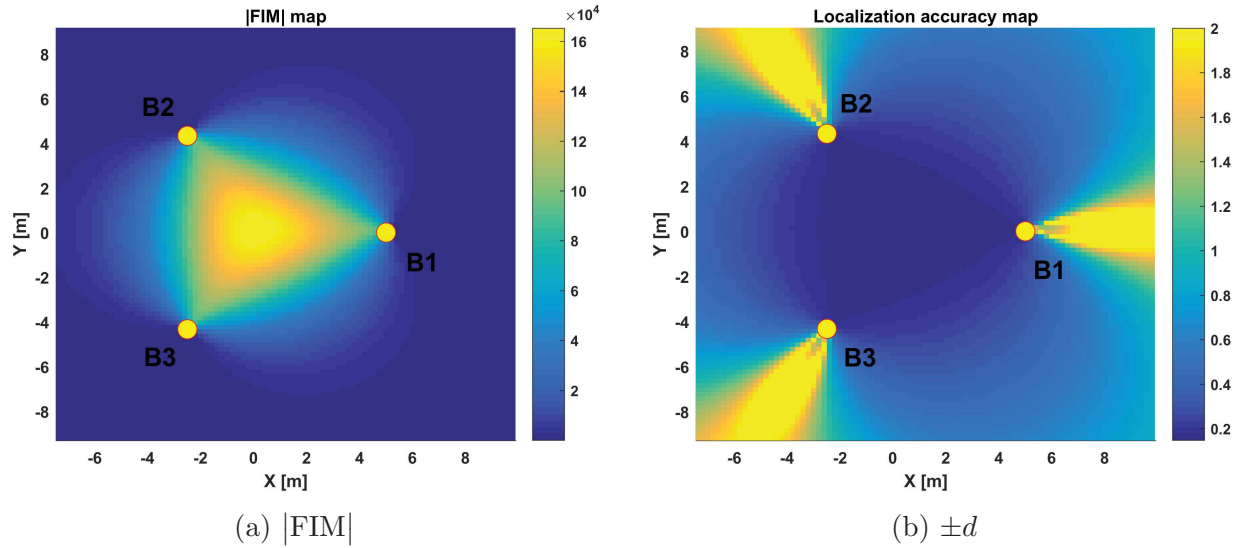 |FIM| map
×10⁴
8
6
4
2
0
-2
-4
-6
-8
Y [m]
-6 -4 -2 0 2 4 6 8
X [m]
B2
B1
B3
16
14
12
10
8
6
4
2
(a) |FIM|
Localization accuracy map
8
6
4
2
0
-2
-4
-6
-8
Y [m]
-6 -4 -2 0 2 4 6 8
X [m]
B2
B1
B3
2
1.8
1.6
1.4
1.2
1
0.8
0.6
0.4
0.2
(b) ±d